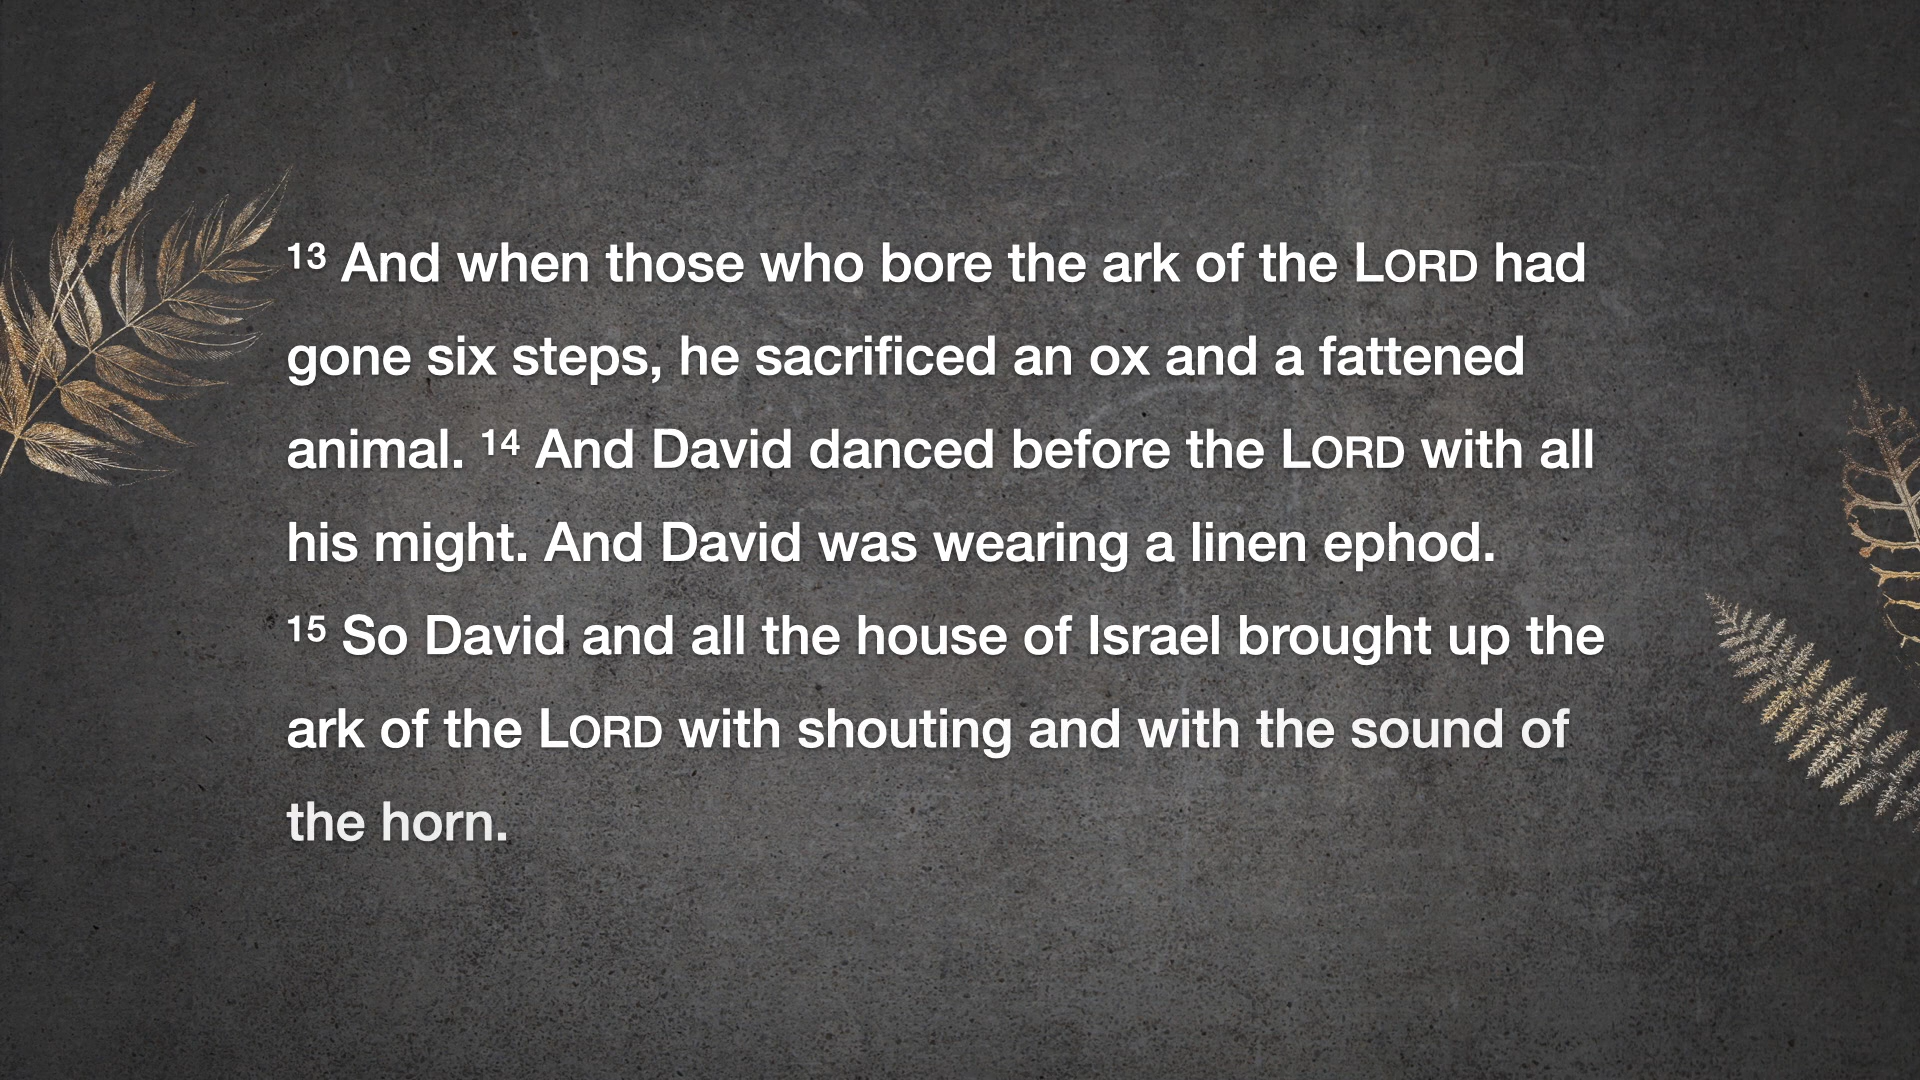 13 And when those who bore the ark of the LORD had
gone six steps, he sacrificed an ox and a fattened
animal. 14 And David danced before the LORD with all
his might. And David was wearing a linen ephod.
15 So David and all the house of Israel brought up the
ark of the LORD with shouting and with the sound of
the horn.